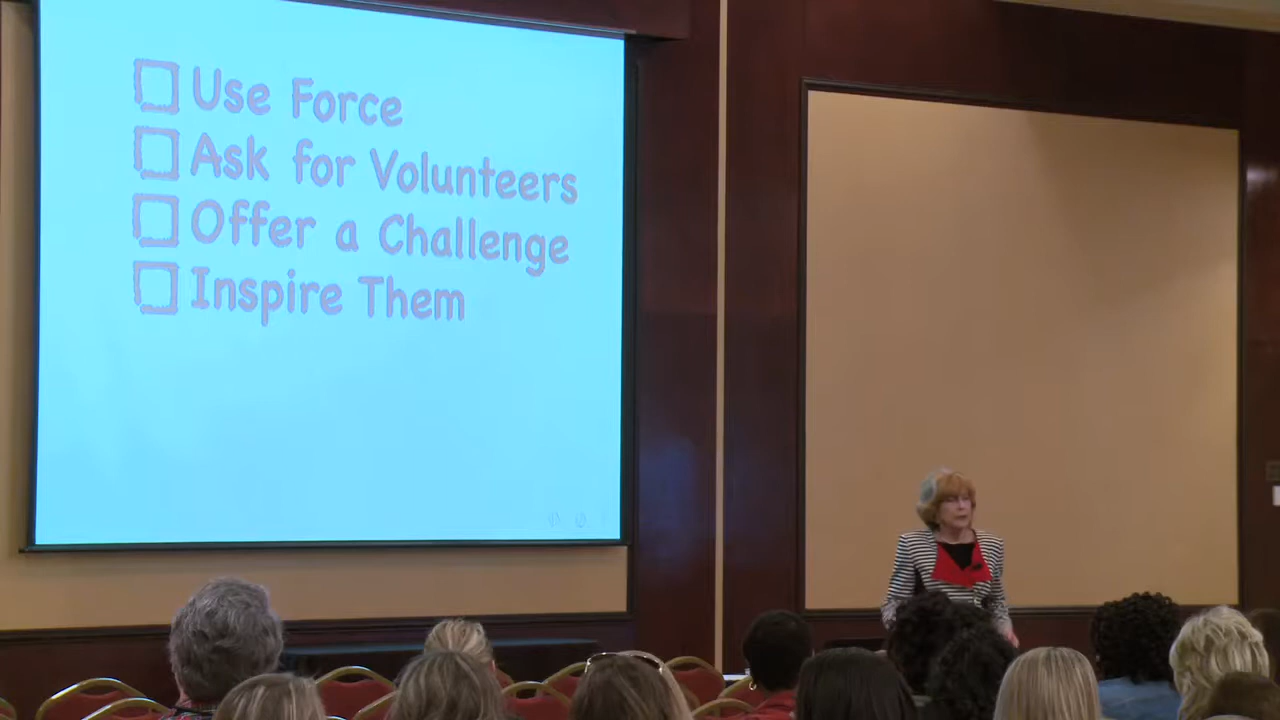 Use Force
Ask for Volunteers
Offer a Challenge
Inspire Them